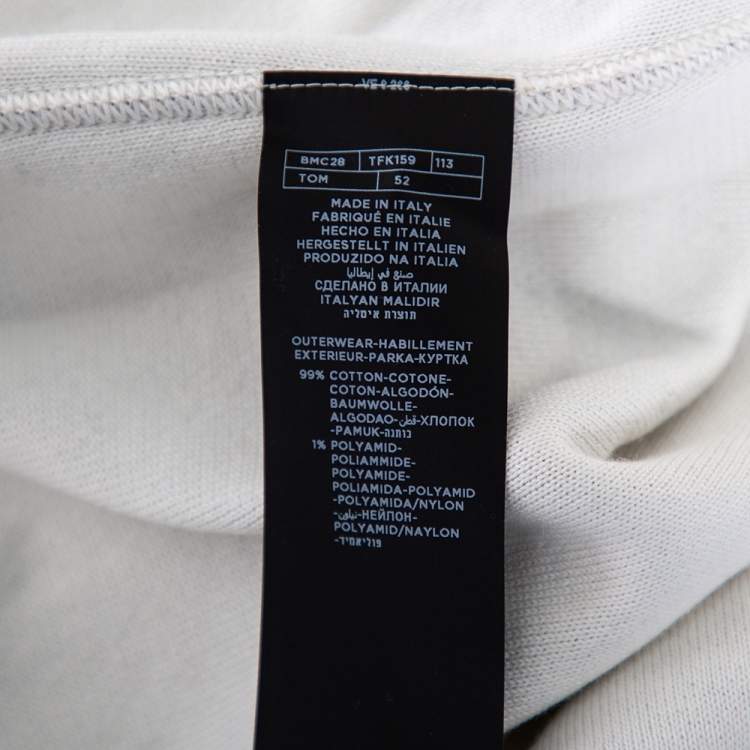 BMC28 TFK159 113
TOM 52
MADE IN ITALY
FABRIQUÉ EN ITALIE
HECHO EN ITALIA
HERGESTELLT IN ITALIEN
PRODUZIDO NA ITALIA
صنع في إيطاليا
СДЕЛАНО В ИТАЛИИ
ITALYAN MALIDIR
תוצרת איטליה
OUTERWEAR-HABILLEMENT
EXTERIEUR-PARKA-КУРТКА
99% COTTON-COTONE-
COTON-ALGODÓN-
BAUMWOLLE-
ALGODAO-قطن-ХЛОПОК
-PAMUK-כותנה
1% POLYAMID-
POLIAMMIDE-
POLYAMIDE-
POLIAMIDA-POLYAMID
-POLYAMIDA/NYLON
-نيلون-НЕЙЛОН-
POLYAMID/NAYLON
-פוליאמיד